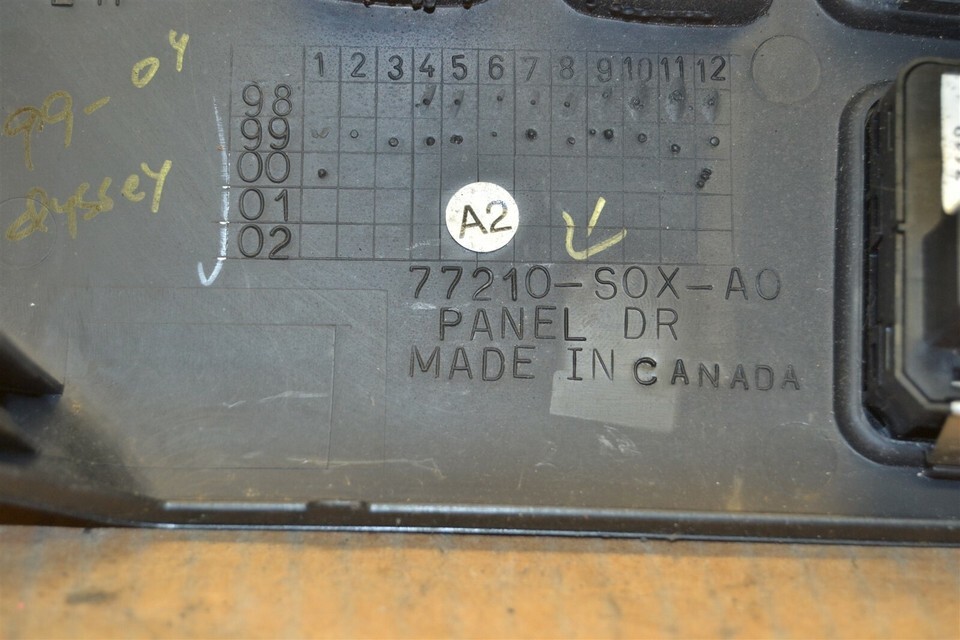 99-04
odyssey
1 2 3 4 5 6 7 8 9 10 11 12
98
99
00
01
02
A2
77210-S0X-A0
PANEL DR
MADE IN CANADA